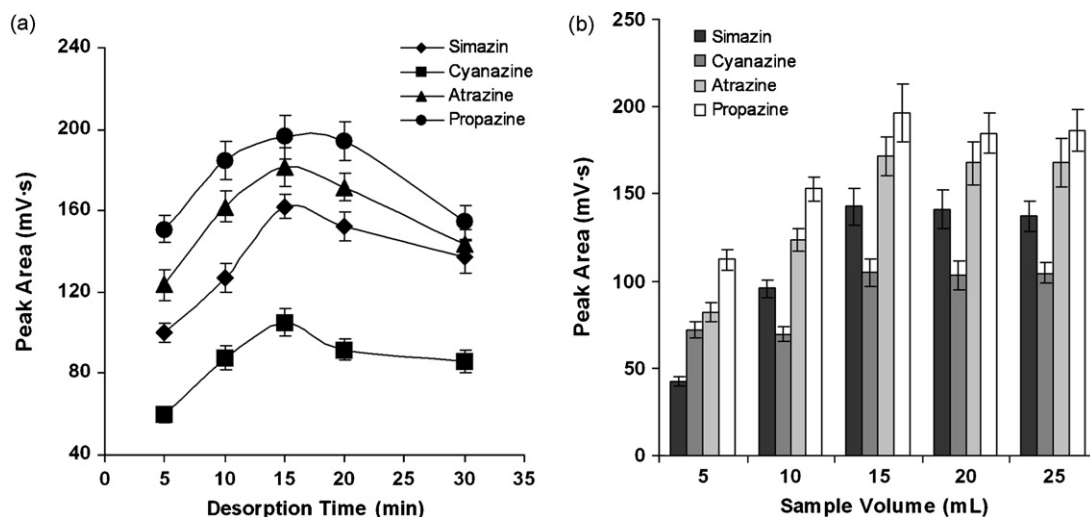 (a)
240
200
160
120
80
40
Peak Area (mV·s)
Simazin
Cyanazine
Atrazine
Propazine
0 5 10 15 20 25 30 35
Desorption Time (min)
(b)
250
200
150
100
50
0
Peak Area (mV·s)
Simazin
Cyanazine
Atrazine
Propazine
5 10 15 20 25
Sample Volume (mL)